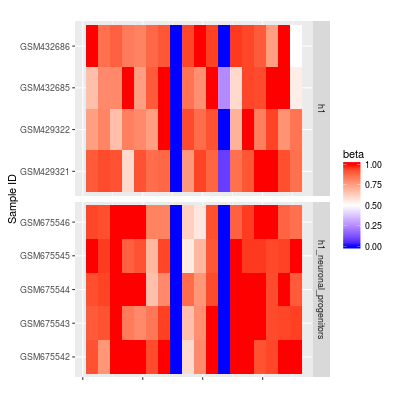 GSM432686
GSM432685
GSM429322
GSM429321
h1
GSM675546
GSM675545
GSM675544
GSM675543
GSM675542
h1_neuronal_progenitors
Sample ID
beta
1.00
0.75
0.50
0.25
0.00